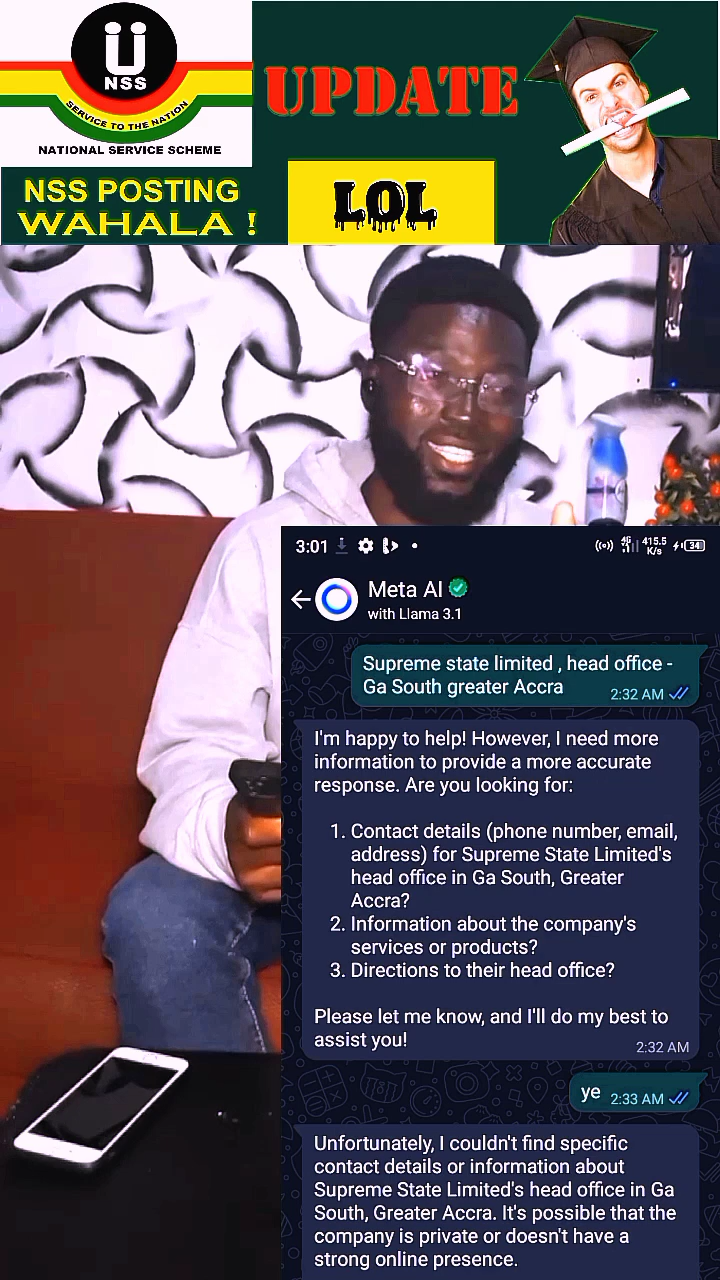 ÜNSS
SERVICE TO THE NATION
NATIONAL SERVICE SCHEME
UPDATE
NSS POSTING
WAHALA !
LOL
3:01
4G
415.5
K/s
34
Meta AI
with Llama 3.1
Supreme state limited , head office -
Ga South greater Accra
2:32 AM
I'm happy to help! However, I need more
information to provide a more accurate
response. Are you looking for:
1. Contact details (phone number, email,
address) for Supreme State Limited's
head office in Ga South, Greater
Accra?
2. Information about the company's
services or products?
3. Directions to their head office?
Please let me know, and I'll do my best to
assist you!
2:32 AM
ye
2:33 AM
Unfortunately, I couldn't find specific
contact details or information about
Supreme State Limited's head office in Ga
South, Greater Accra. It's possible that the
company is private or doesn't have a
strong online presence.